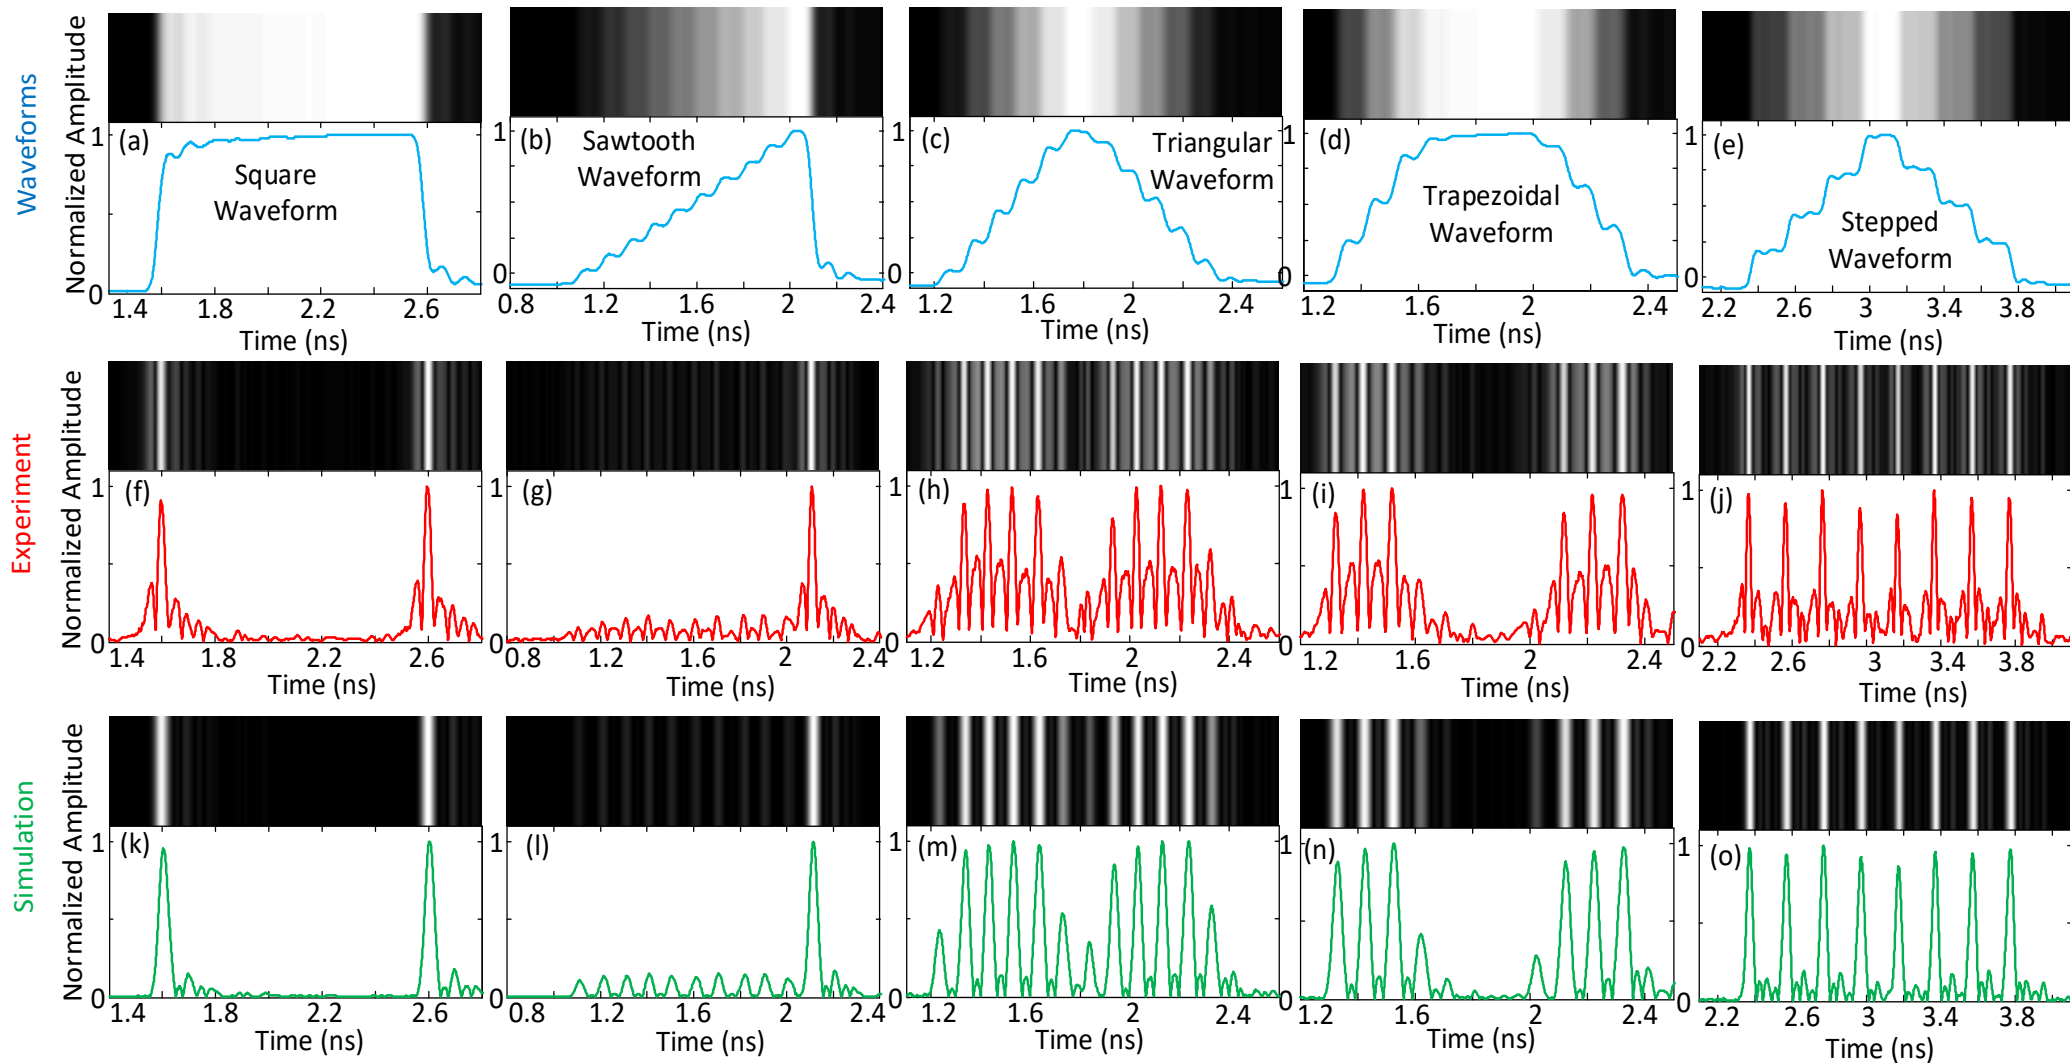 Waveforms
Normalized Amplitude
1
0
(a)
Square
Waveform
1.4 1.8 2.2 2.6
Time (ns)
1
0
(b)
Sawtooth
Waveform
0.8 1.2 1.6 2 2.4
Time (ns)
1
0
(c)
Triangular
Waveform
1.2 1.6 2 2.4
Time (ns)
1
0
(d)
Trapezoidal
Waveform
1.2 1.6 2 2.4
Time (ns)
1
0
(e)
Stepped
Waveform
2.2 2.6 3 3.4 3.8
Time (ns)
Experiment
Normalized Amplitude
1
0
(f)
1.4 1.8 2.2 2.6
Time (ns)
(g)
0.8 1.2 1.6 2 2.4
Time (ns)
(h)
1.2 1.6 2 2.4
Time (ns)
1
0
(i)
1.2 1.6 2 2.4
Time (ns)
1
0
(j)
2.2 2.6 3 3.4 3.8
Time (ns)
Simulation
Normalized Amplitude
1
0
(k)
1.4 1.8 2.2 2.6
Time (ns)
(l)
0.8 1.2 1.6 2 2.4
Time (ns)
(m)
1.2 1.6 2 2.4
Time (ns)
1
0
(n)
1.2 1.6 2 2.4
Time (ns)
1
0
(o)
2.2 2.6 3 3.4 3.8
Time (ns)